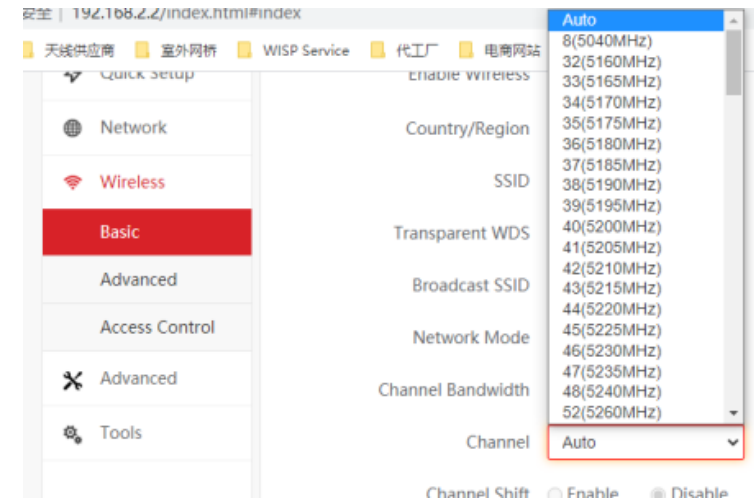 安全 | 192.168.2.2/index.html#index
天线供应商 室外网桥 WISP Service 代工厂 电商网站
Quick Setup
Network
Wireless
Basic
Advanced
Access Control
Advanced
Tools
Enable Wireless
Country/Region
SSID
Transparent WDS
Broadcast SSID
Network Mode
Channel Bandwidth
Channel
Auto
8(5040MHz)
32(5160MHz)
33(5165MHz)
34(5170MHz)
35(5175MHz)
36(5180MHz)
37(5185MHz)
38(5190MHz)
39(5195MHz)
40(5200MHz)
41(5205MHz)
42(5210MHz)
43(5215MHz)
44(5220MHz)
45(5225MHz)
46(5230MHz)
47(5235MHz)
48(5240MHz)
52(5260MHz)
Auto
Channel Shift Enable Disable